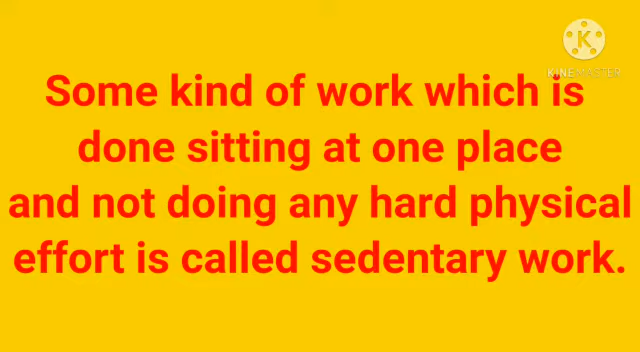 KINEMASTER
Some kind of work which is
done sitting at one place
and not doing any hard physical
effort is called sedentary work.